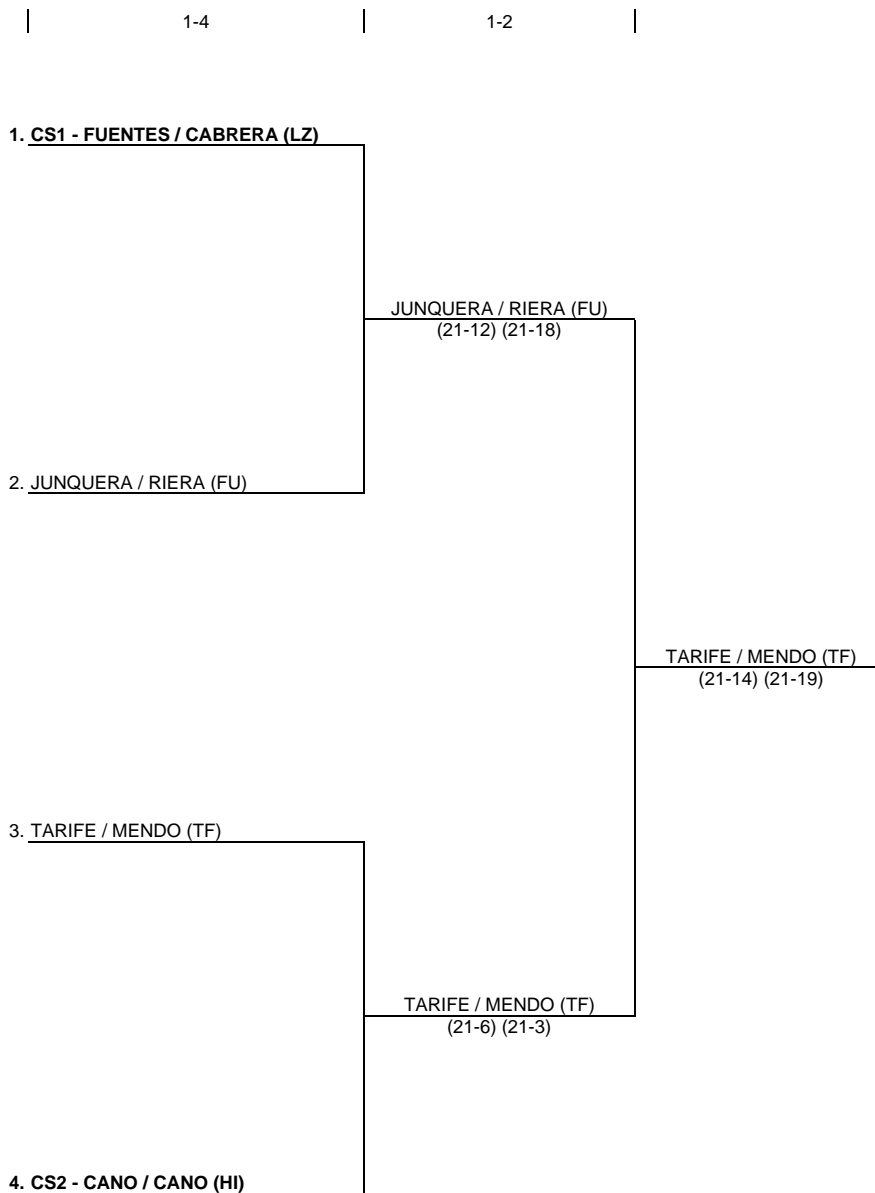 1-4 1-2
1. CS1 - FUENTES / CABRERA (LZ)
JUNQUERA / RIERA (FU)
(21-12) (21-18)
2. JUNQUERA / RIERA (FU)
TARIFE / MENDO (TF)
(21-14) (21-19)
3. TARIFE / MENDO (TF)
TARIFE / MENDO (TF)
(21-6) (21-3)
4. CS2 - CANO / CANO (HI)